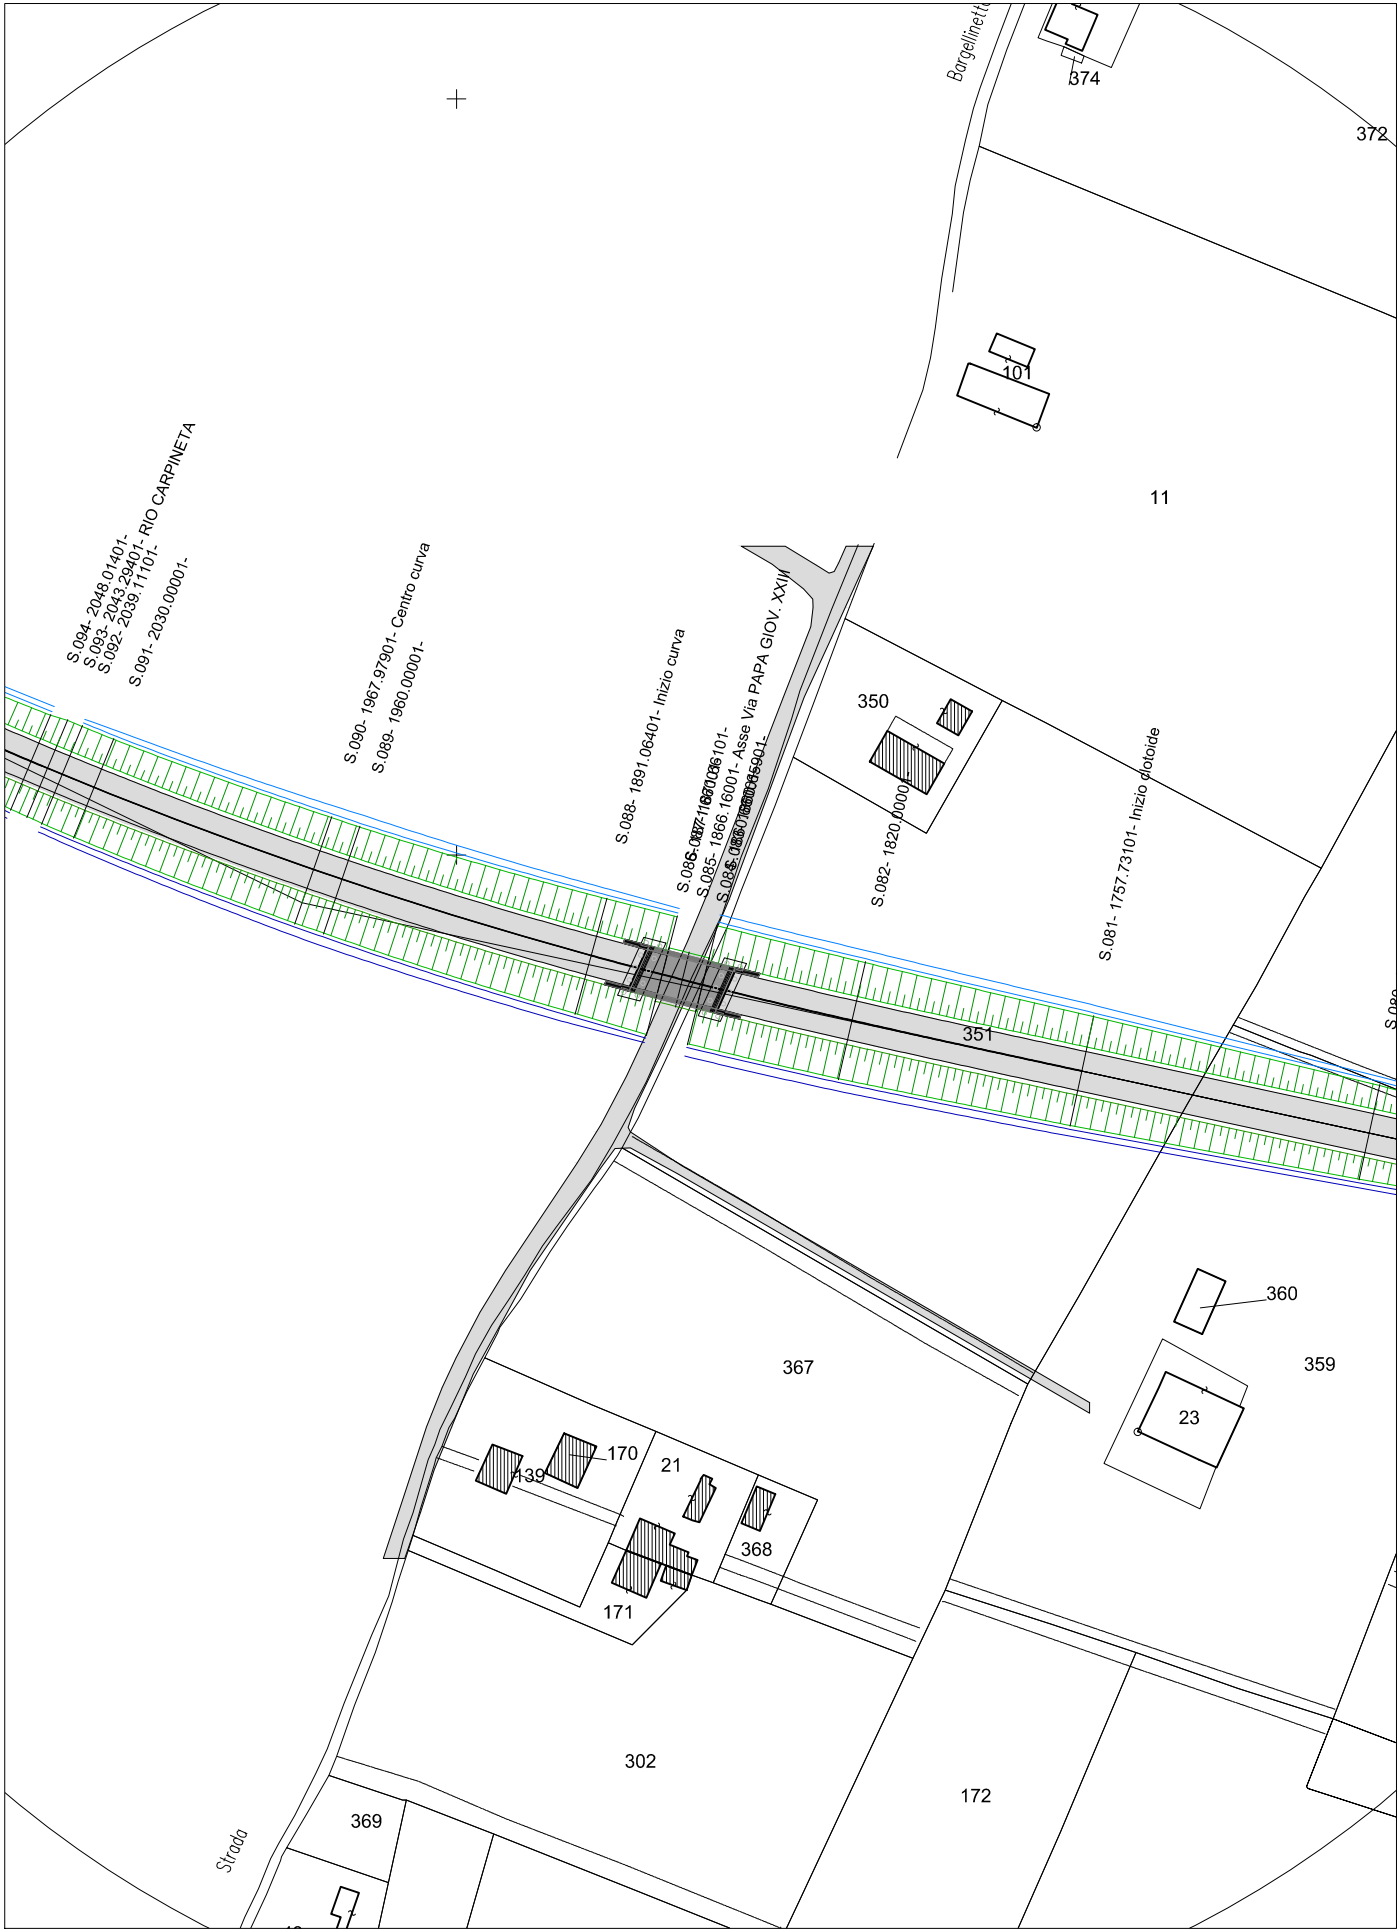 Bargellinetto
374
372
101
11
S.094- 2048.01401-
S.093- 2043.29401- RIO CARPINETA
S.092- 2039.11101-
S.091- 2030.00001-
S.090- 1967.97901- Centro curva
S.089- 1960.00001-
S.088- 1891.06401- Inizio curva
S.085- 1866.16001- Asse Via PAPA GIOV. XXIII
350
S.082- 1820.00001-
S.081- 1757.73101- Inizio clotoide
S.080
351
360
359
367
23
170
139
21
368
171
302
172
369
Strada